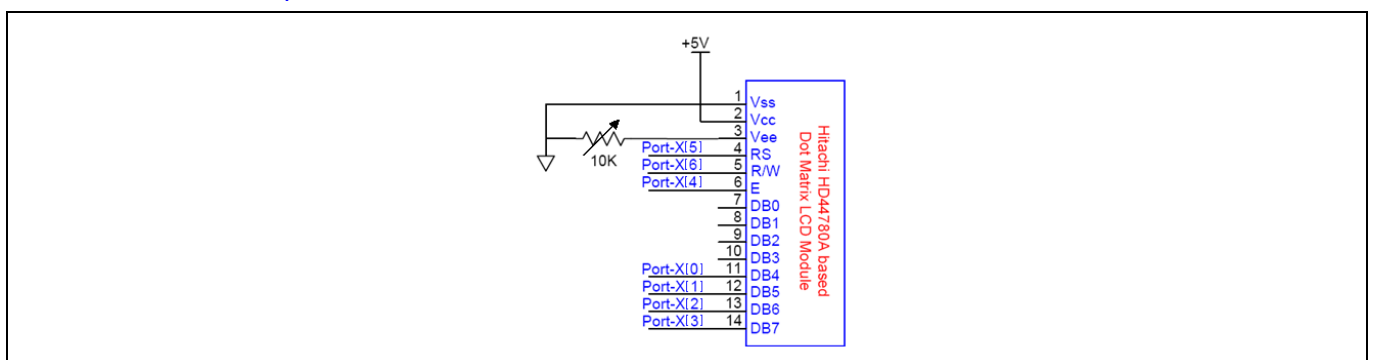 +5V
1 Vss
2 Vcc
3 Vee
10K
Port-X[5] 4 RS
Port-X[6] 5 R/W
Port-X[4] 6 E
7 DB0
8 DB1
9 DB2
10 DB3
Port-X[0] 11 DB4
Port-X[1] 12 DB5
Port-X[2] 13 DB6
Port-X[3] 14 DB7
Hitachi HD44780A based
Dot Matrix LCD Module